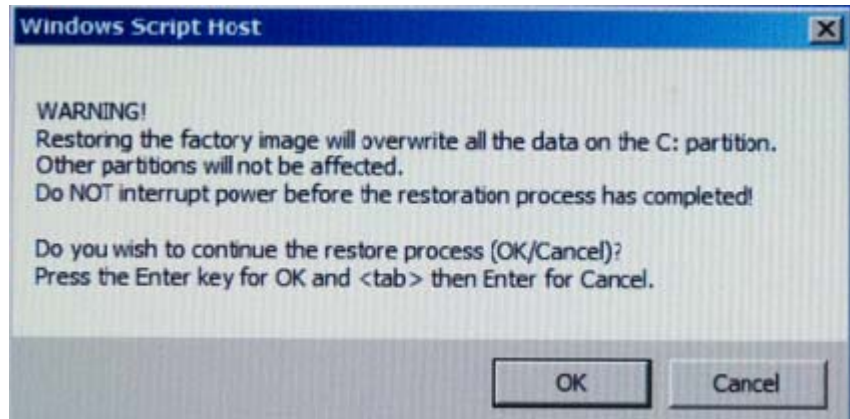 Windows Script Host
WARNING!
Restoring the factory image will overwrite all the data on the C: partition.
Other partitions will not be affected.
Do NOT interrupt power before the restoration process has completed!
Do you wish to continue the restore process (OK/Cancel)?
Press the Enter key for OK and <tab> then Enter for Cancel.
OK Cancel